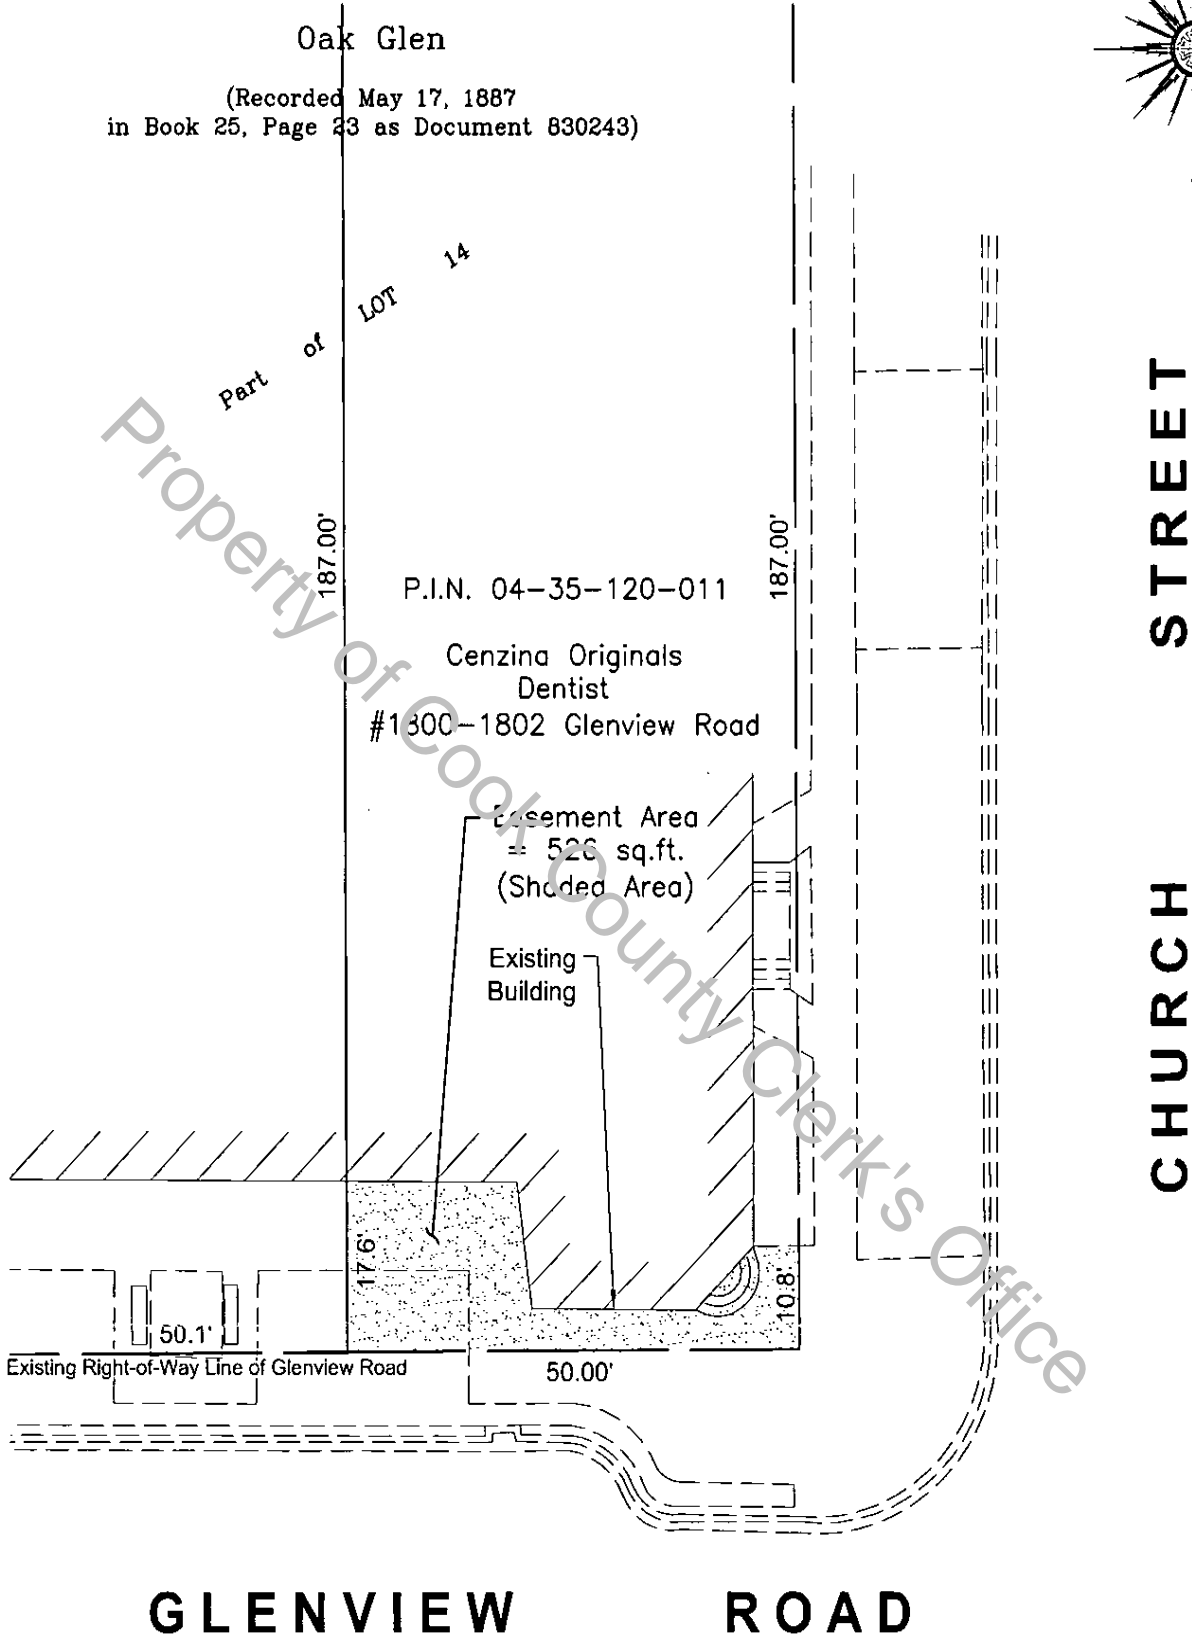 Oak Glen
(Recorded May 17, 1887
in Book 25, Page 23 as Document 830243)
Part of LOT 14
187.00'
187.00'
P.I.N. 04-35-120-011
Cenzina Originals
Dentist
#1800-1802 Glenview Road
Easement Area
= sq.ft.
(Shaded Area)
Existing
Building
17.6'
10.8'
50.1'
Existing Right-of-Way Line of Glenview Road
50.00'
CHURCH STREET
GLENVIEW ROAD
Property of Cook County Clerk's Office